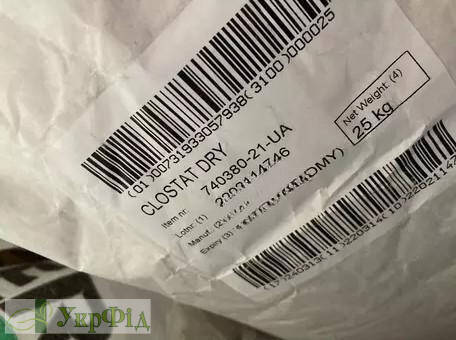 (01)00731933057938(3100)000025
CLOSTAT DRY
Item nr. 740380-21-UA
Lotnr: (1)
Manuf. (2)
Expiry (3)
DMY)
Net Weight: (4)
25 kg
УкрФід